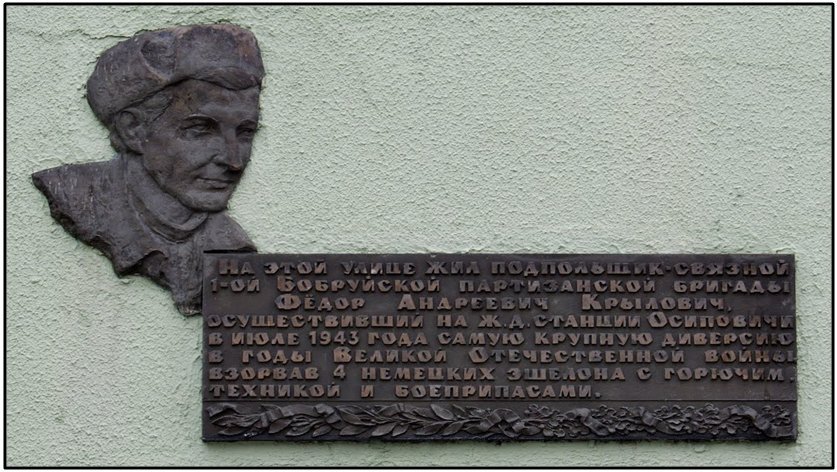 На этой улице жил подпольщик-связной
1-ой Бобруйской партизанской бригады
Фёдор Андреевич Крылович,
осуществивший на ж.д. станции Осиповичи
в июле 1943 года самую крупную диверсию
в годы Великой Отечественной войны
взорвав 4 немецких эшелона с горючим,
техникой и боеприпасами.